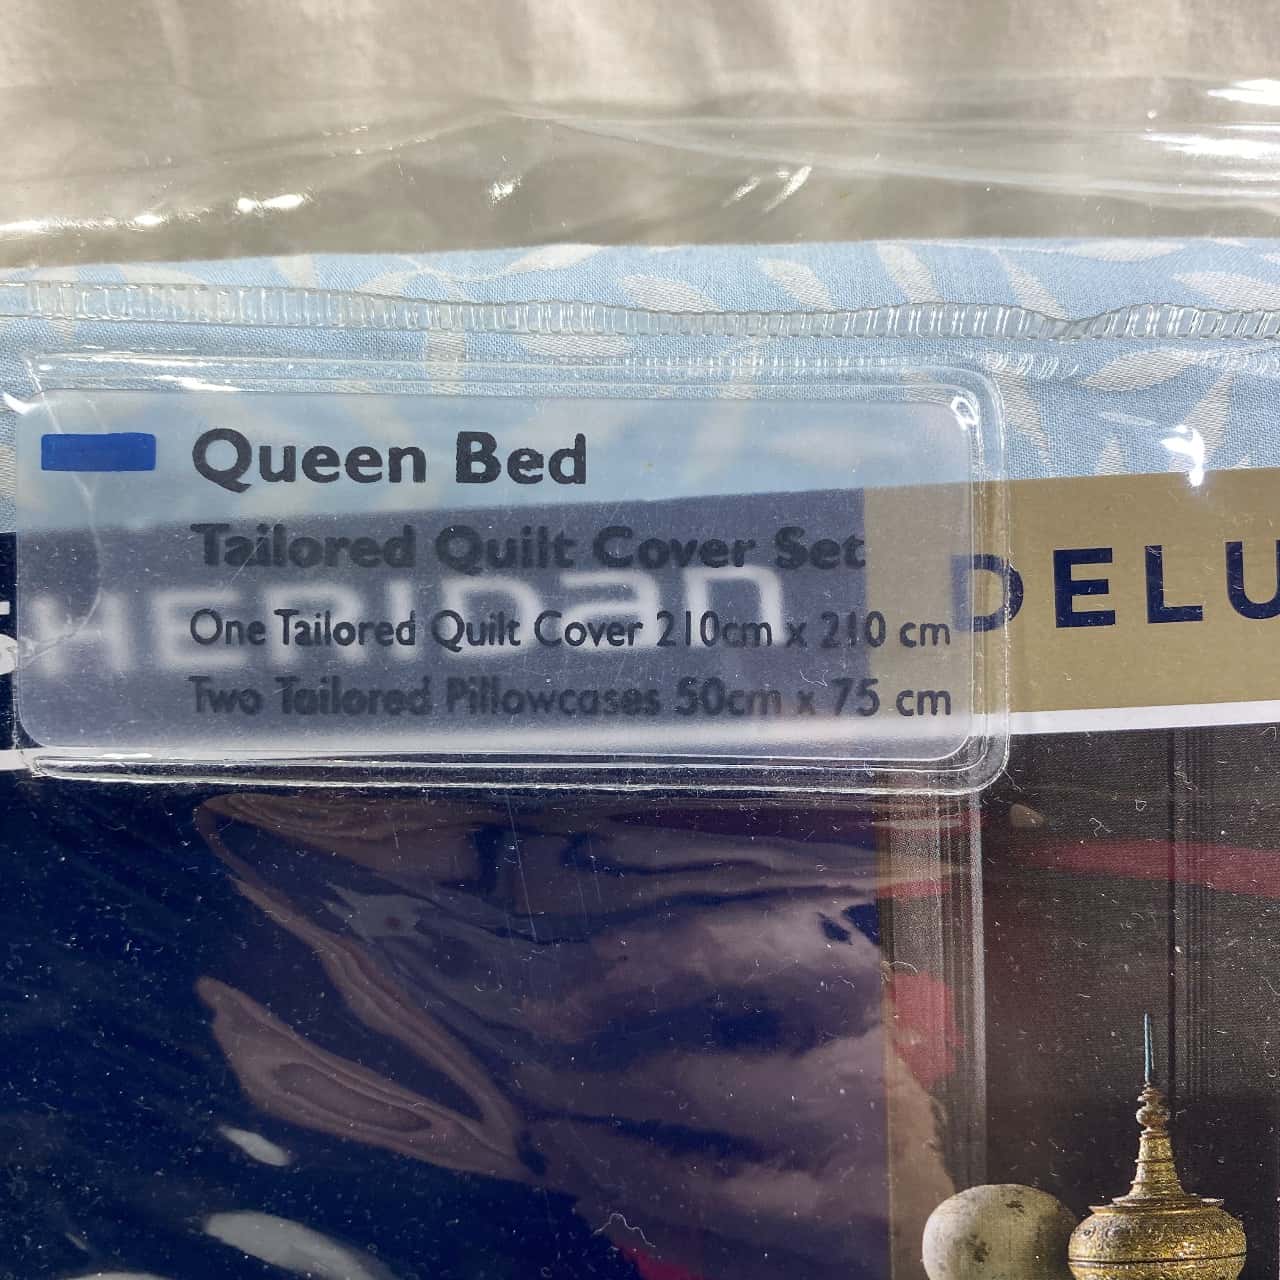 Queen Bed
Tailored Quilt Cover Set
SHERIDAN
One Tailored Quilt Cover 210cm x 210 cm
Two Tailored Pillowcases 50cm x 75 cm
DELU